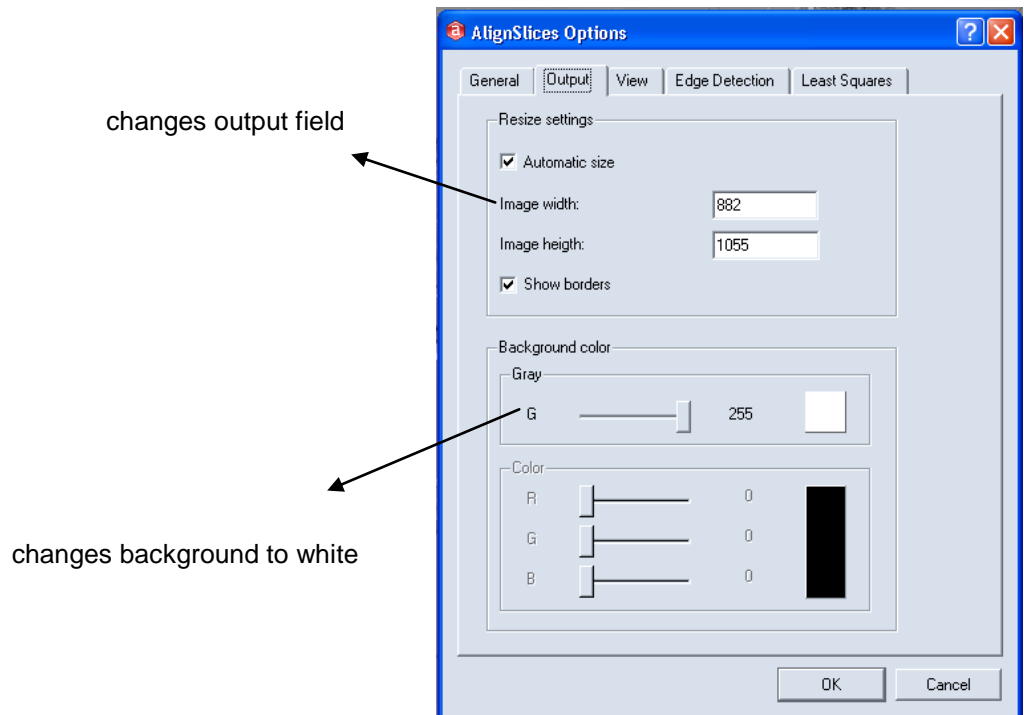 AlignSlices Options
General Output View Edge Detection Least Squares
changes output field
Resize settings
Automatic size
Image width: 882
Image heigth: 1055
Show borders
Background color
Gray
G 255
changes background to white
Color
R 0
G 0
B 0
OK Cancel